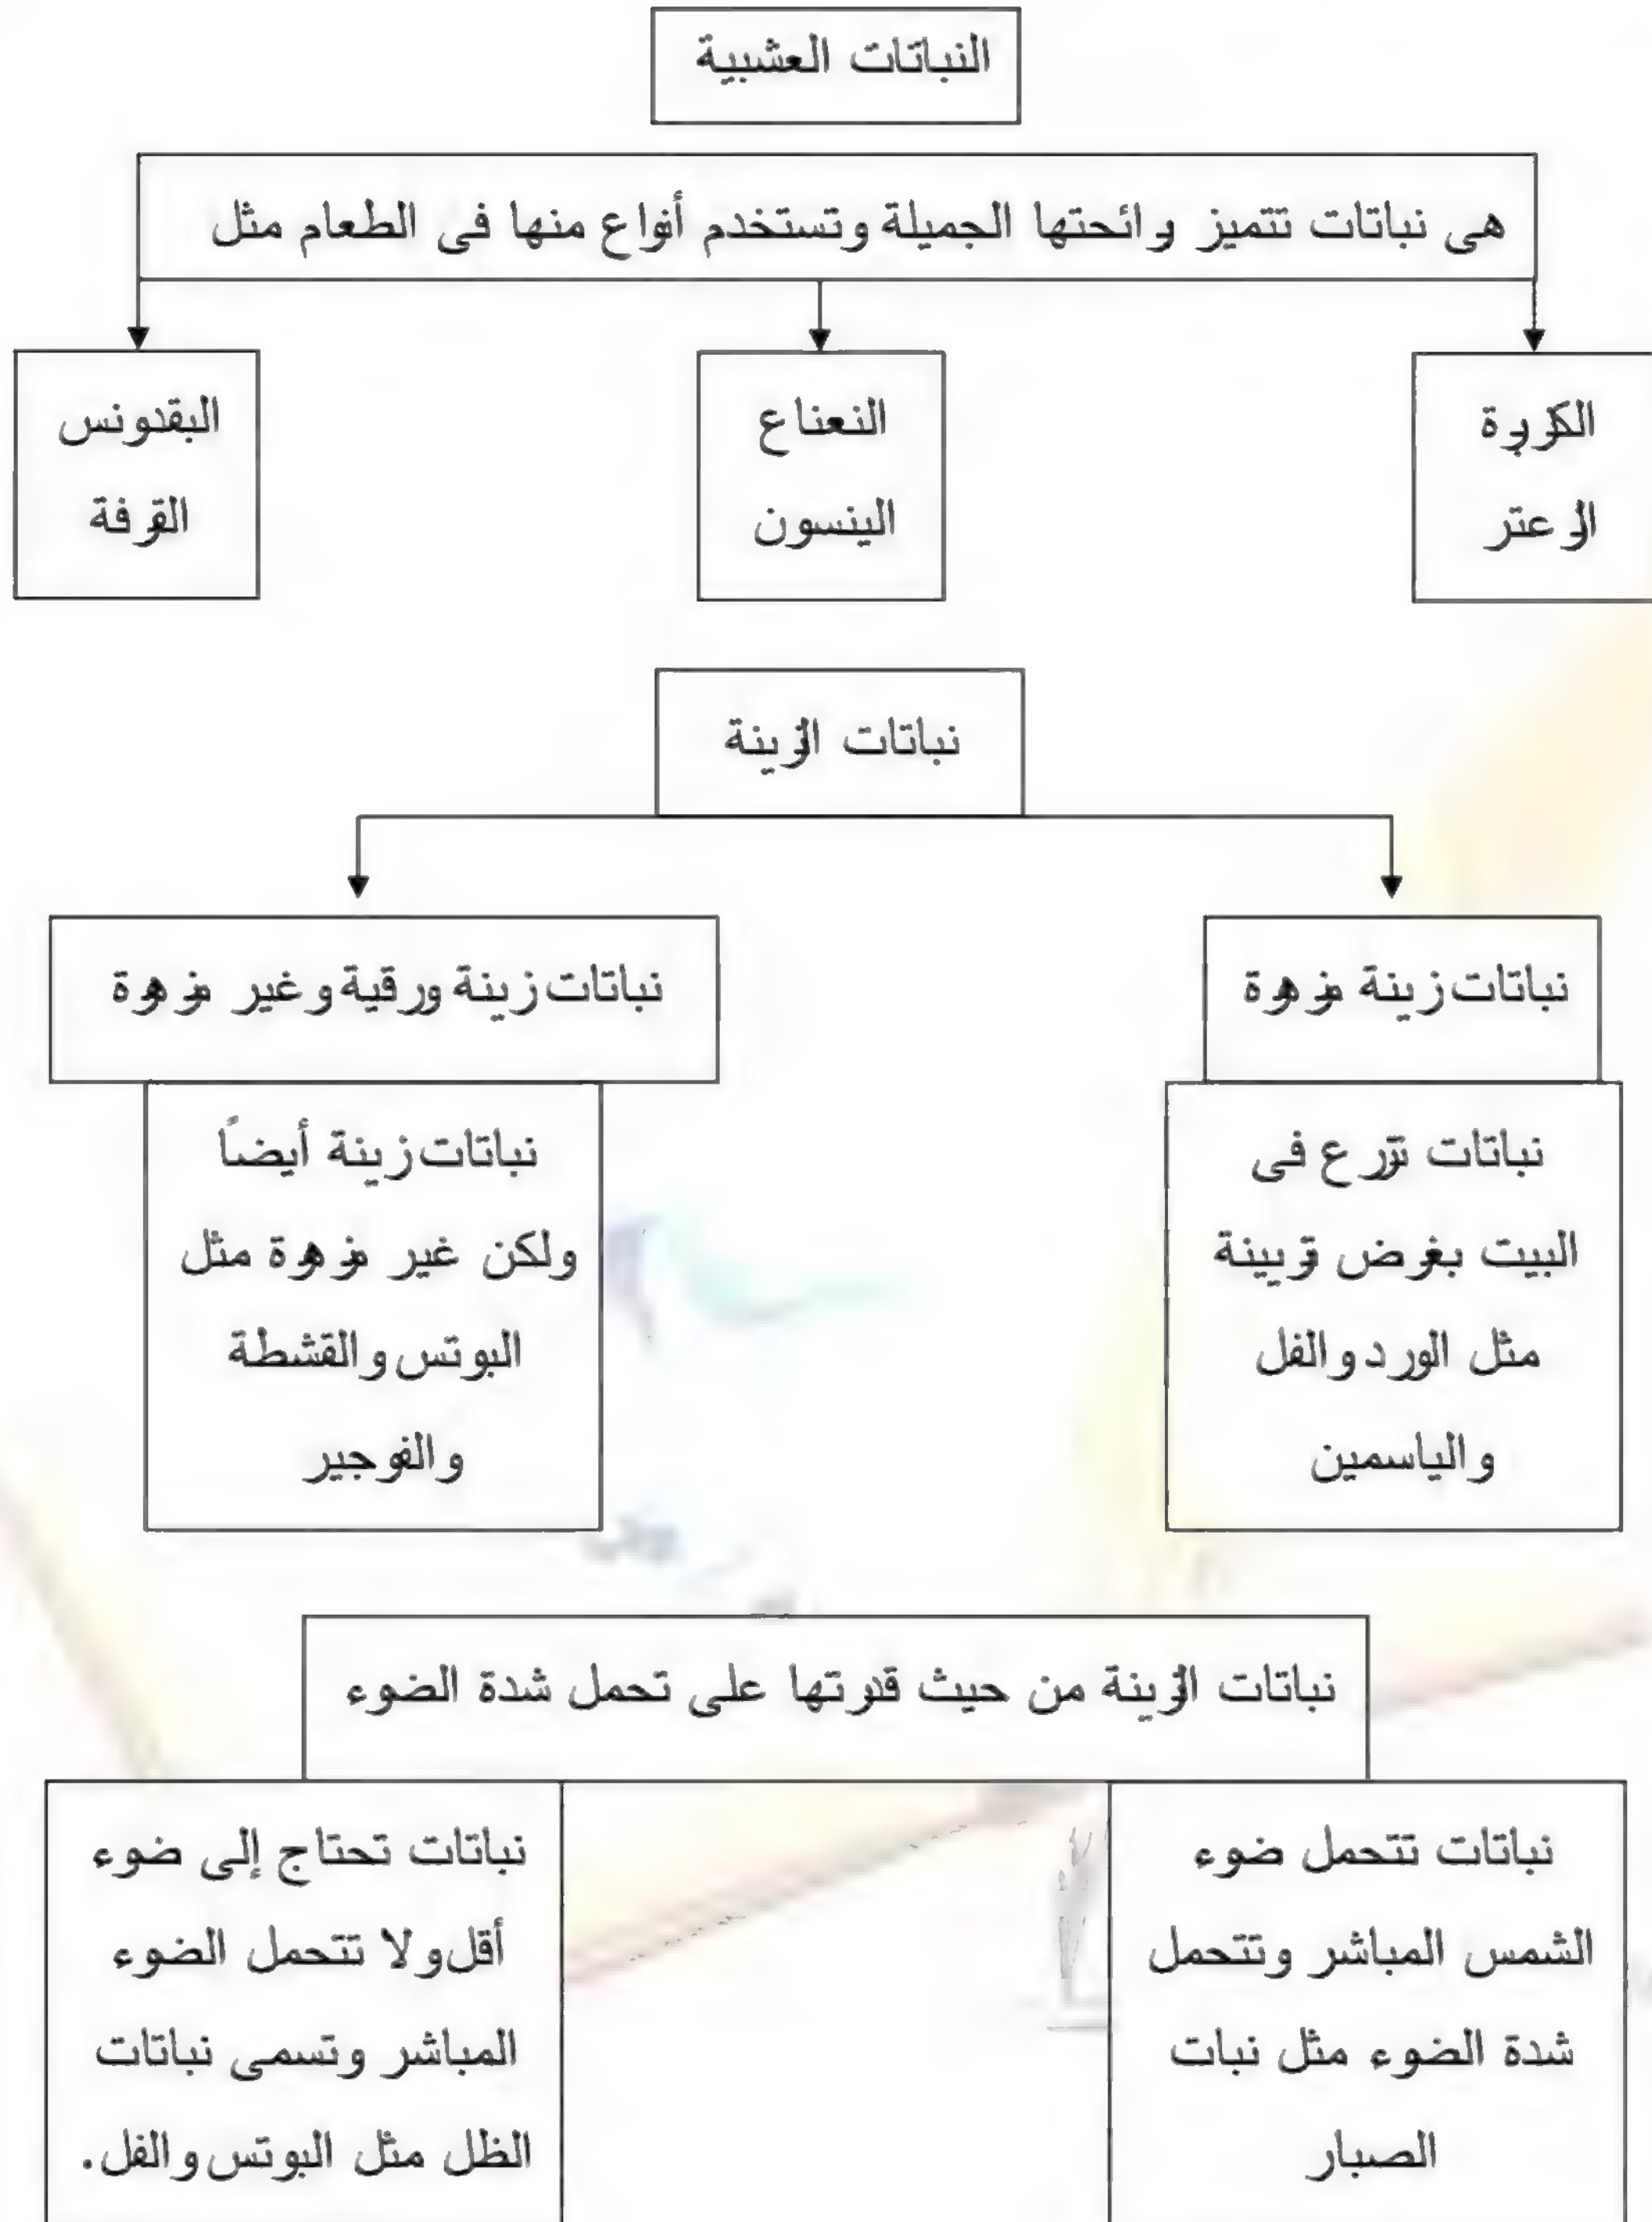 النباتات العشبية
هى نباتات تتميز برائحتها الجميلة وتستخدم أنواع منها فى الطعام مثل
الكزبرة
الزعتر
النعناع
الينسون
البقدونس
القرفة
نباتات الزينة
نباتات زينة مزهرة
نباتات تزرع فى
البيت بغرض تزيينة
مثل الورد والفل
والياسمين
نباتات زينة ورقية وغير مزهرة
نباتات زينة أيضًا
ولكن غير مزهرة مثل
البوتس والقشطة
والفوجير
نباتات الزينة من حيث قدرتها على تحمل شدة الضوء
نباتات تتحمل ضوء
الشمس المباشر وتتحمل
شدة الضوء مثل نبات
الصبار
نباتات تحتاج إلى ضوء
أقل ولا تتحمل الضوء
المباشر وتسمى نباتات
الظل مثل البوتس والفل.